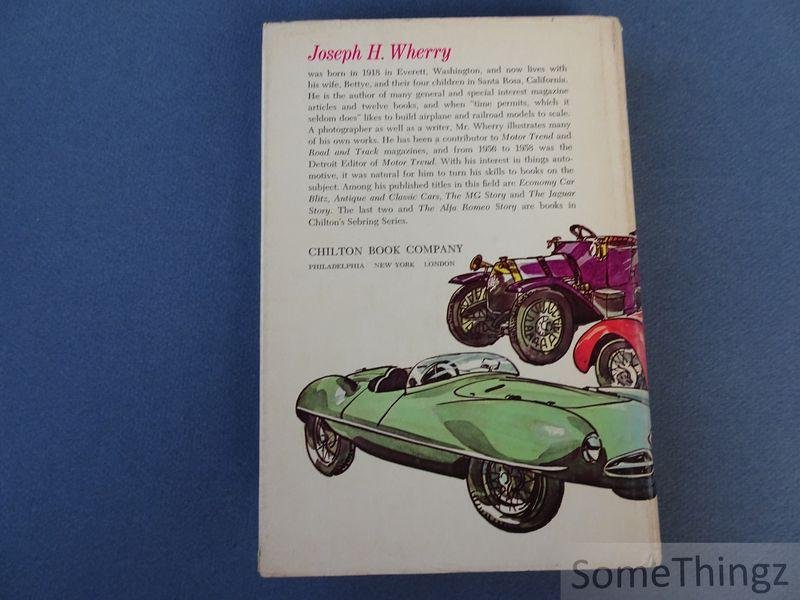 Joseph H. Wherry
was born in 1918 in Everett, Washington, and now lives with
his wife, Bettye, and their four children in Santa Rosa, California.
He is the author of many general and special interest magazine
articles and twelve books, and when "time permits, which it
seldom does" likes to build airplane and railroad models to scale.
A photographer as well as a writer, Mr. Wherry illustrates many
of his own works. He has been a contributor to Motor Trend and
Road and Track magazines, and from 1956 to 1958 was the
Detroit Editor of Motor Trend. With his interest in things auto-
motive, it was natural for him to turn his skills to books on the
subject. Among his published titles in this field are Economy Car
Blitz, Antique and Classic Cars, The MG Story and The Jaguar
Story. The last two and The Alfa Romeo Story are books in
Chilton's Sebring Series.
CHILTON BOOK COMPANY
PHILADELPHIA NEW YORK LONDON
SomeThingz